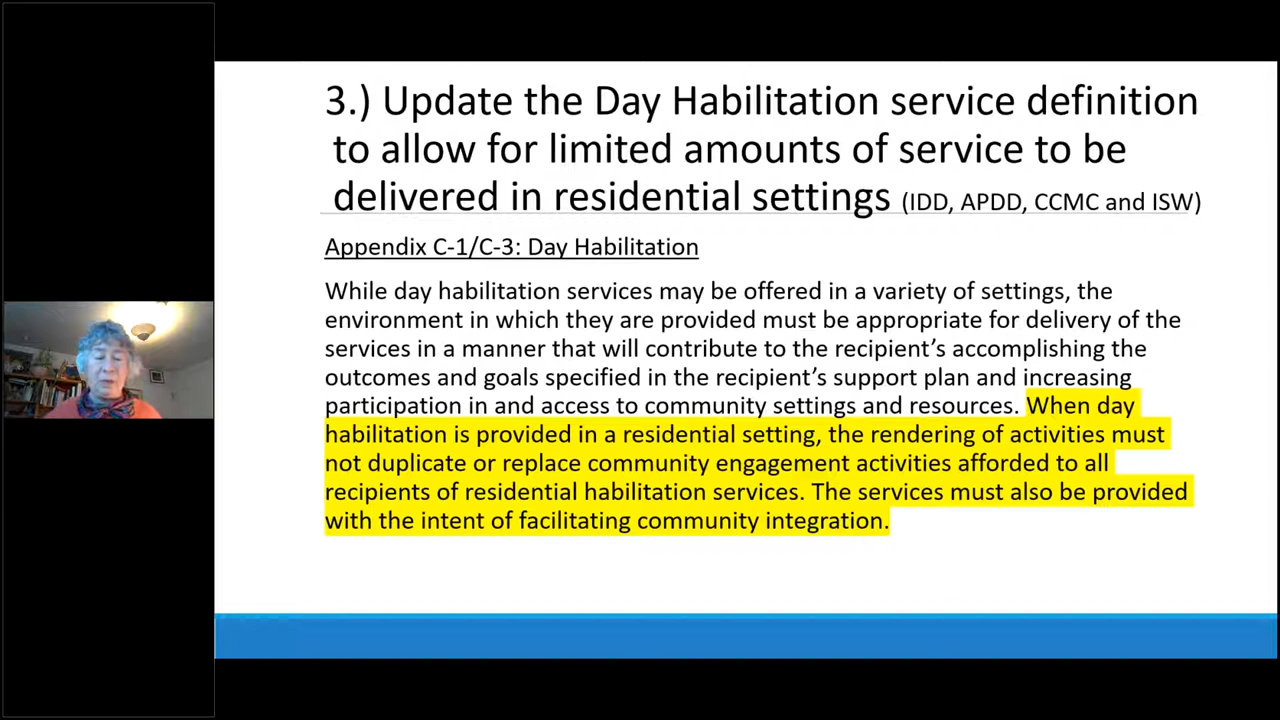 3.) Update the Day Habilitation service definition
to allow for limited amounts of service to be
delivered in residential settings (IDD, APDD, CCMC and ISW)
Appendix C-1/C-3: Day Habilitation
While day habilitation services may be offered in a variety of settings, the
environment in which they are provided must be appropriate for delivery of the
services in a manner that will contribute to the recipient’s accomplishing the
outcomes and goals specified in the recipient’s support plan and increasing
participation in and access to community settings and resources. When day
habilitation is provided in a residential setting, the rendering of activities must
not duplicate or replace community engagement activities afforded to all
recipients of residential habilitation services. The services must also be provided
with the intent of facilitating community integration.